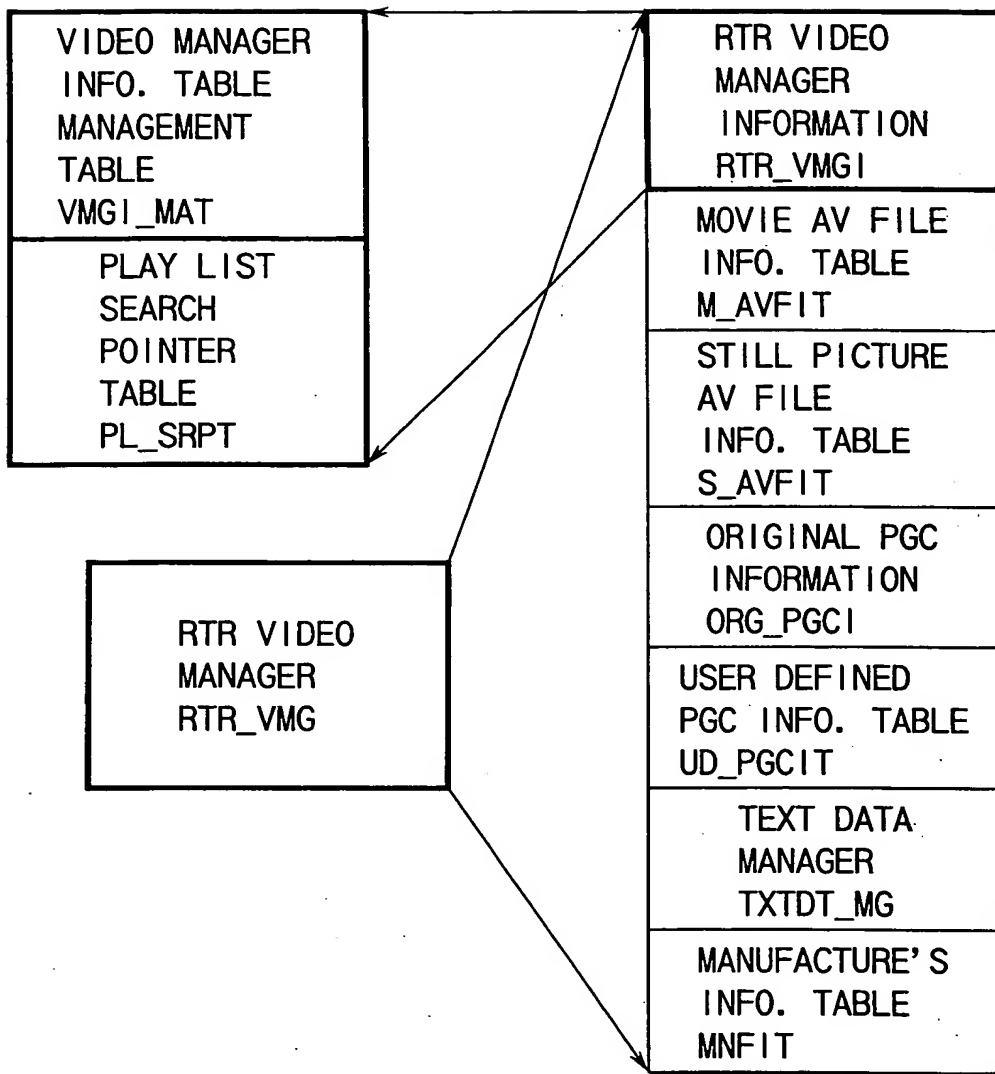 VIDEO MANAGER
INFO. TABLE
MANAGEMENT
TABLE
VMGI_MAT
PLAY LIST
SEARCH
POINTER
TABLE
PL_SRPT
RTR VIDEO
MANAGER
RTR_VMG
RTR VIDEO
MANAGER
INFORMATION
RTR_VMGI
MOVIE AV FILE
INFO. TABLE
M_AVFIT
STILL PICTURE
AV FILE
INFO. TABLE
S_AVFIT
ORIGINAL PGC
INFORMATION
ORG_PGCI
USER DEFINED
PGC INFO. TABLE
UD_PGCIT
TEXT DATA
MANAGER
TXTDT_MG
MANUFACTURE'S
INFO. TABLE
MNFIT